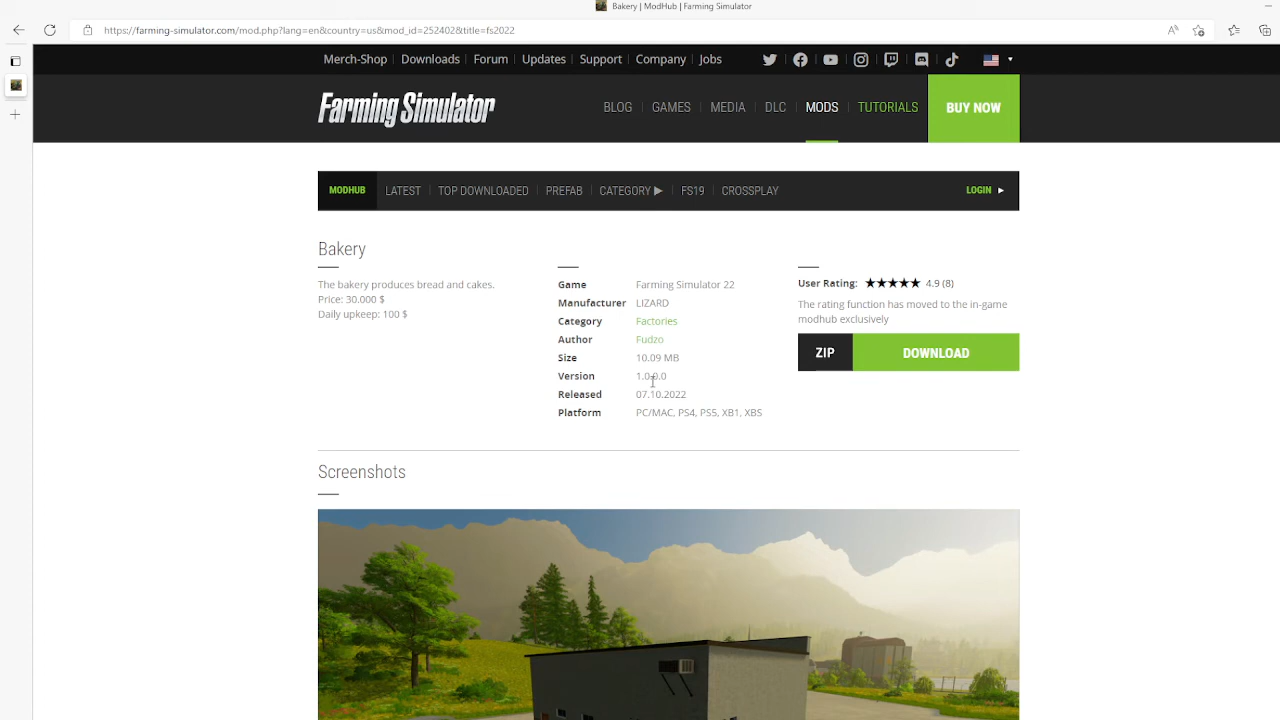 Bakery | ModHub | Farming Simulator
https://farming-simulator.com/mod.php?lang=en&country=us&mod_id=252402&title=fs2022
Merch-Shop Downloads Forum Updates Support Company Jobs
Farming Simulator
BLOG GAMES MEDIA DLC MODS TUTORIALS BUY NOW
MODHUB LATEST TOP DOWNLOADED PREFAB CATEGORY ▶ FS19 CROSSPLAY LOGIN ▶
Bakery
The bakery produces bread and cakes.
Price: 30.000 $
Daily upkeep: 100 $
Game Farming Simulator 22
Manufacturer LIZARD
Category Factories
Author Fudzo
Size 10.09 MB
Version 1.0.0.0
Released 07.10.2022
Platform PC/MAC, PS4, PS5, XB1, XBS
User Rating: ★★★★★ 4.9 (8)
The rating function has moved to the in-game
modhub exclusively
ZIP DOWNLOAD
Screenshots